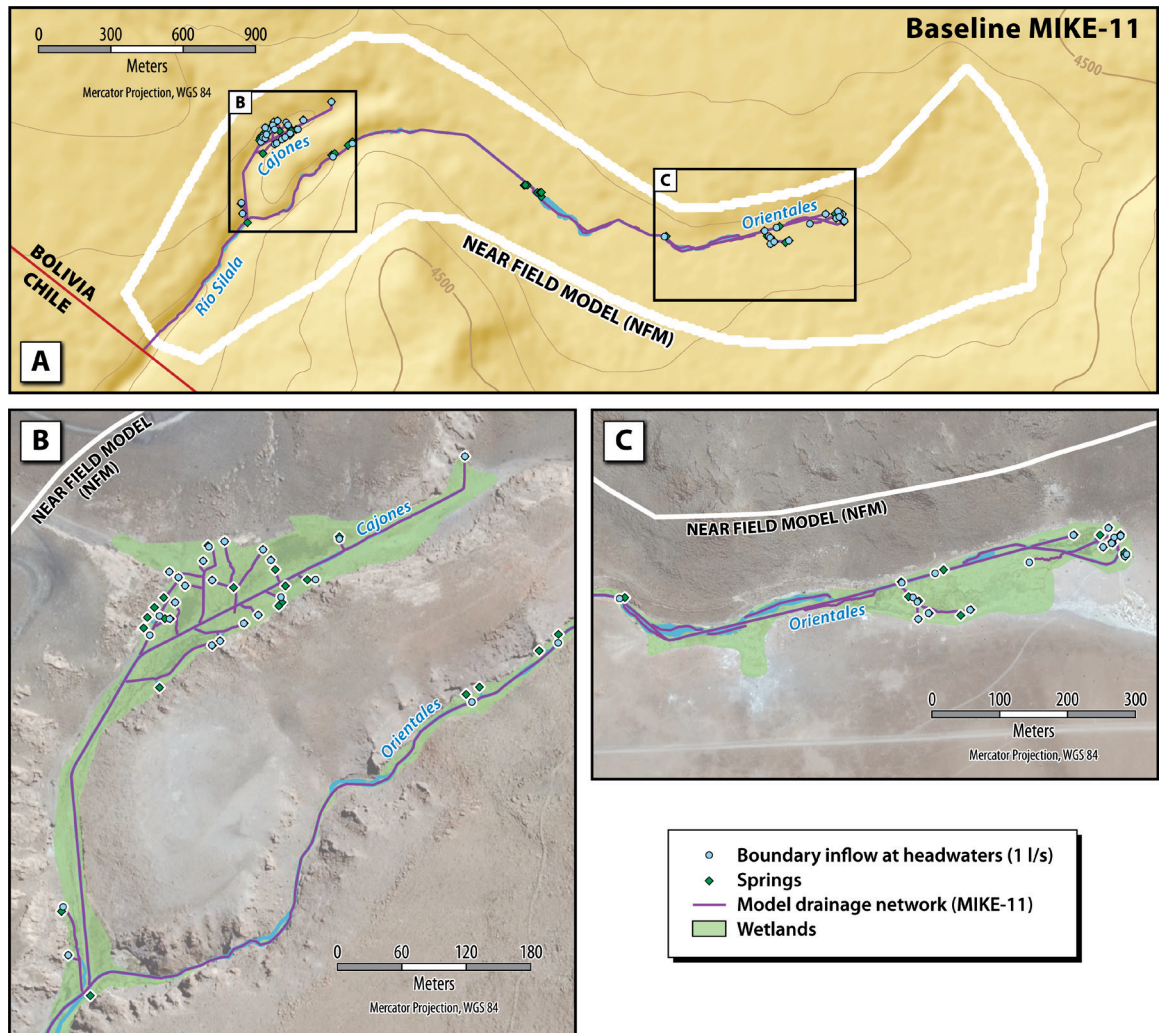 Baseline MIKE-11
0 300 600 900
Meters
Mercator Projection, WGS 84
4500
B
Cajones
C
Orientales
BOLIVIA
CHILE
Río Silala
4500
NEAR FIELD MODEL (NFM)
A
B
NEAR FIELD MODEL
(NFM)
Cajones
Orientales
0 60 120 180
Meters
Mercator Projection, WGS 84
C
NEAR FIELD MODEL (NFM)
Orientales
0 100 200 300
Meters
Mercator Projection, WGS 84
Boundary inflow at headwaters (1 l/s)
Springs
Model drainage network (MIKE-11)
Wetlands